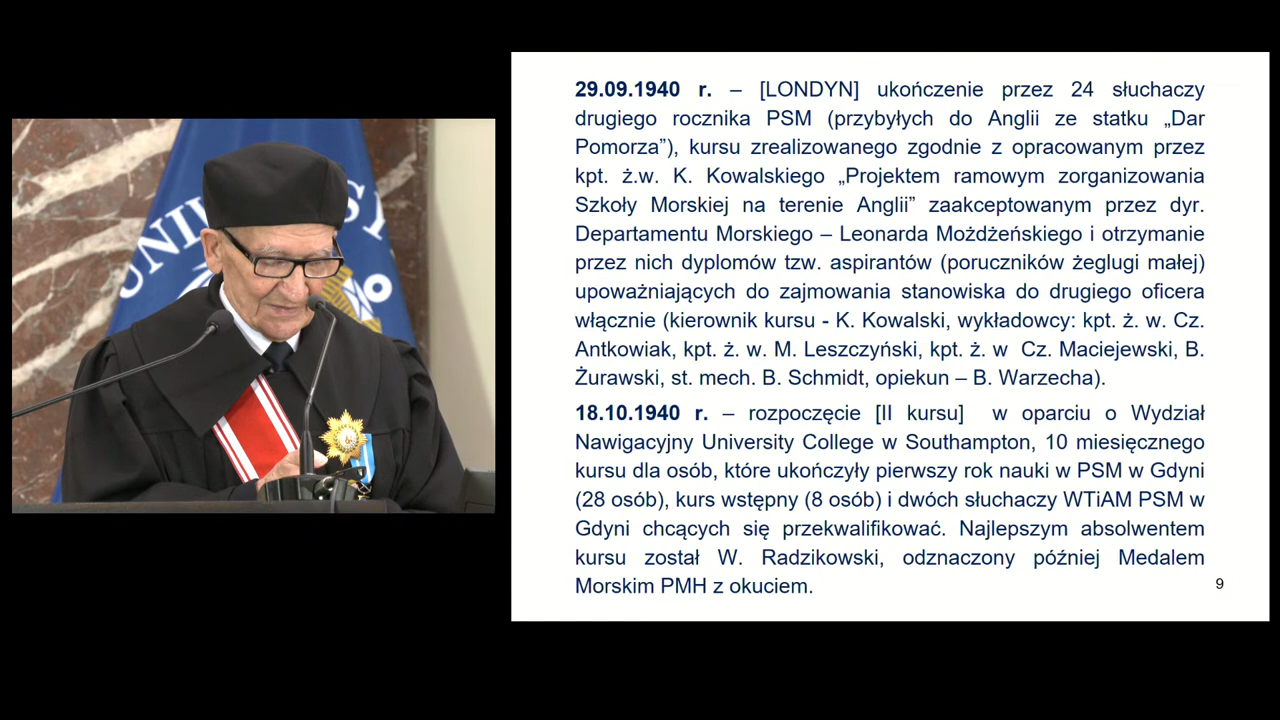 UNIVERSITY
29.09.1940 r. – [LONDYN] ukończenie przez 24 słuchaczy
drugiego rocznika PSM (przybyłych do Anglii ze statku „Dar
Pomorza”), kursu zrealizowanego zgodnie z opracowanym przez
kpt. ż.w. K. Kowalskiego „Projektem ramowym zorganizowania
Szkoły Morskiej na terenie Anglii” zaakceptowanym przez dyr.
Departamentu Morskiego – Leonarda Możdżeńskiego i otrzymanie
przez nich dyplomów tzw. aspirantów (poruczników żeglugi małej)
upoważniających do zajmowania stanowiska do drugiego oficera
włącznie (kierownik kursu - K. Kowalski, wykładowcy: kpt. ż. w. Cz.
Antkowiak, kpt. ż. w. M. Leszczyński, kpt. ż. w Cz. Maciejewski, B.
Żurawski, st. mech. B. Schmidt, opiekun – B. Warzecha).
18.10.1940 r. – rozpoczęcie [II kursu] w oparciu o Wydział
Nawigacyjny University College w Southampton, 10 miesięcznego
kursu dla osób, które ukończyły pierwszy rok nauki w PSM w Gdyni
(28 osób), kurs wstępny (8 osób) i dwóch słuchaczy WTiAM PSM w
Gdyni chcących się przekwalifikować. Najlepszym absolwentem
kursu został W. Radzikowski, odznaczony później Medalem
Morskim PMH z okuciem.
9